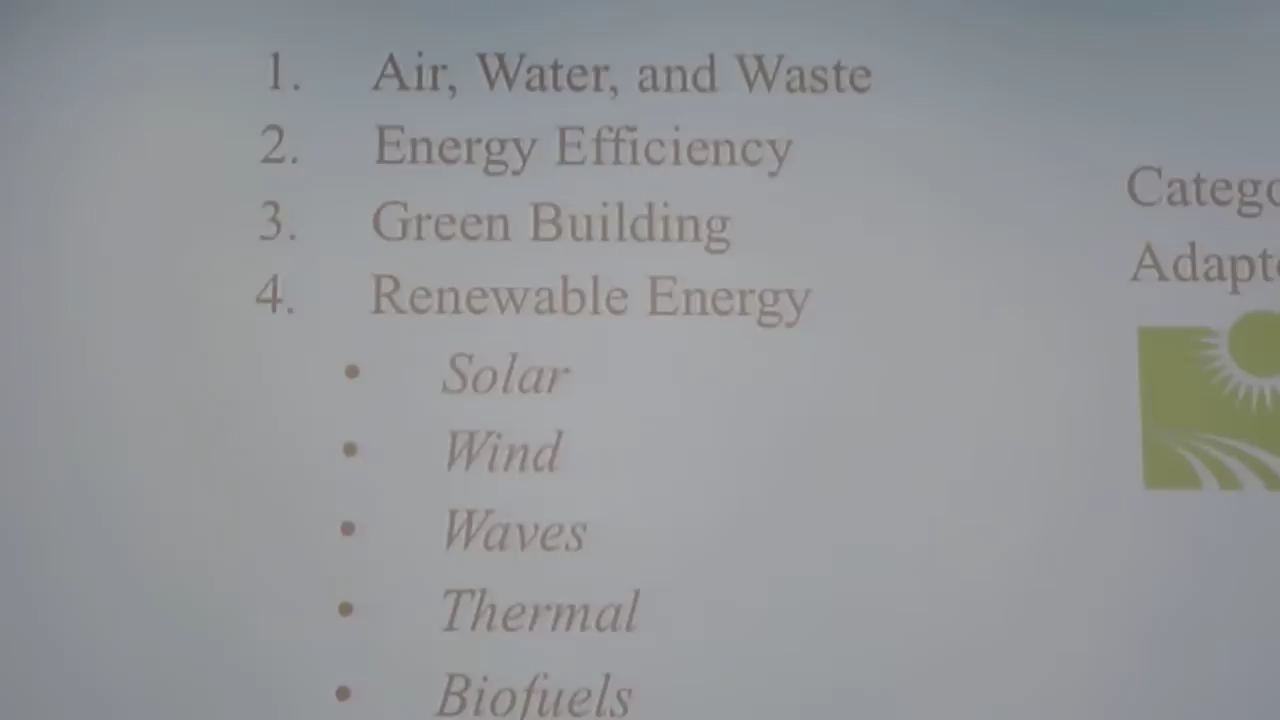 1. Air, Water, and Waste
2. Energy Efficiency
3. Green Building
4. Renewable Energy
• Solar
• Wind
• Waves
• Thermal
• Biofuels